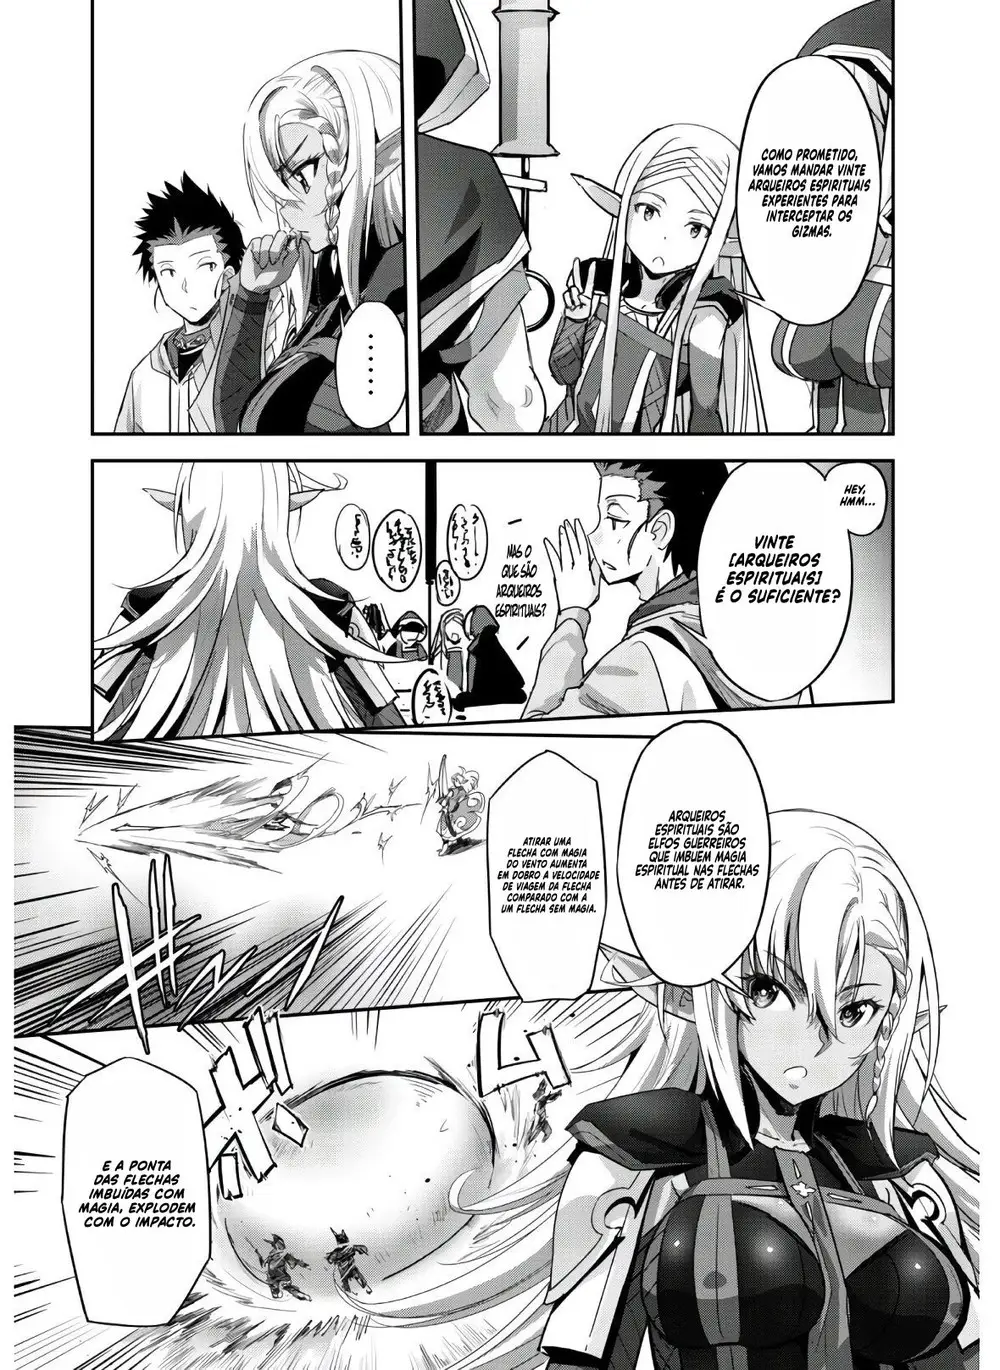 COMO PROMETIDO,
VAMOS MANDAR VINTE
ARQUEIROS ESPIRITUAIS
EXPERIENTES PARA
INTERCEPTAR OS
GIZMAS.
......
HEY,
HMM...
VINTE
[ARQUEIROS
ESPIRITUAIS]
É O SUFICIENTE?
MAS O
QUE SÃO
ARQUEIROS
ESPIRITUAIS?
ARQUEIROS
ESPIRITUAIS SÃO
ELFOS GUERREIROS
QUE IMBUEM MAGIA
ESPIRITUAL NAS FLECHAS
ANTES DE ATIRAR.
ATIRAR UMA
FLECHA COM MAGIA
DO VENTO AUMENTA
EM DOBRO A VELOCIDADE
DE VIAGEM DA FLECHA
COMPARADO COM A
UM FLECHA SEM MAGIA.
E A PONTA
DAS FLECHAS
IMBUÍDAS COM
MAGIA, EXPLODEM
COM O IMPACTO.